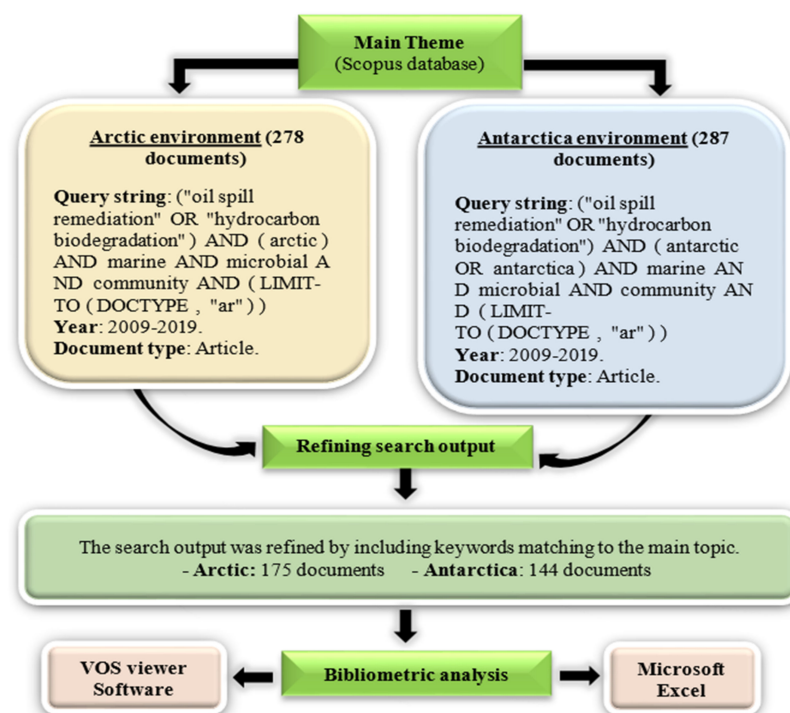 Main Theme
(Scopus database)
Arctic environment (278
documents)
Query string: ("oil spill
remediation" OR "hydrocarbon
biodegradation") AND (arctic)
AND marine AND microbial A
ND community AND (LIMIT-
TO (DOCTYPE , "ar"))
Year: 2009-2019.
Document type: Article.
Antarctica environment (287
documents)
Query string: ("oil spill
remediation" OR "hydrocarbon
biodegradation") AND (antarctic
OR antarctica) AND marine AN
D microbial AND community AN
D (LIMIT-
TO (DOCTYPE , "ar"))
Year: 2009-2019.
Document type: Article.
Refining search output
The search output was refined by including keywords matching to the main topic.
- Arctic: 175 documents - Antarctica: 144 documents
VOS viewer
Software
Bibliometric analysis
Microsoft
Excel